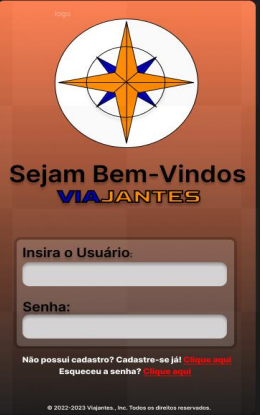 logo
Sejam Bem-Vindos
VIAJANTES
Insira o Usuário:
Senha:
Não possui cadastro? Cadastre-se já! Clique aqui
Esqueceu a senha? Clique aqui
© 2022-2023 Viajantes., Inc. Todos os direitos reservados.